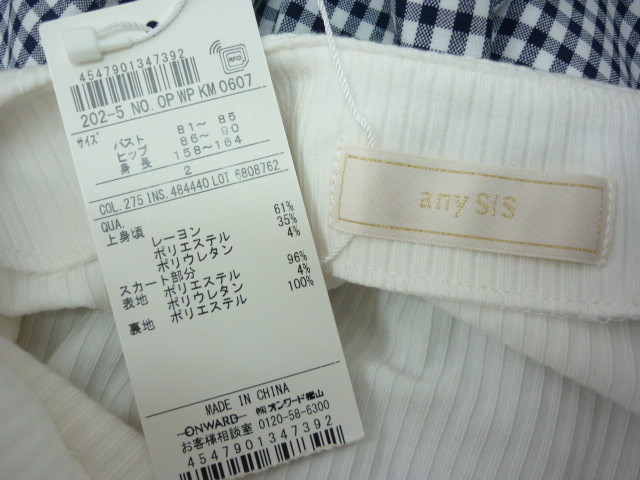 4547901347392
RFID
202-5 NO.OPWPKM0607
サイズ
バスト 81~ 85
ヒップ 86~ 90
身長 158~164
2
COL.275 INS.484440 LOT 6808762
QUA.
上身頃
レーヨン 61%
ポリエステル 35%
ポリウレタン 4%
スカート部分
表地 ポリエステル 96%
ポリウレタン 4%
裏地 ポリエステル 100%
MADE IN CHINA
ONWARD ㈱オンワード樫山
お客様相談室 0120-58-6300
4547901347392
any SiS